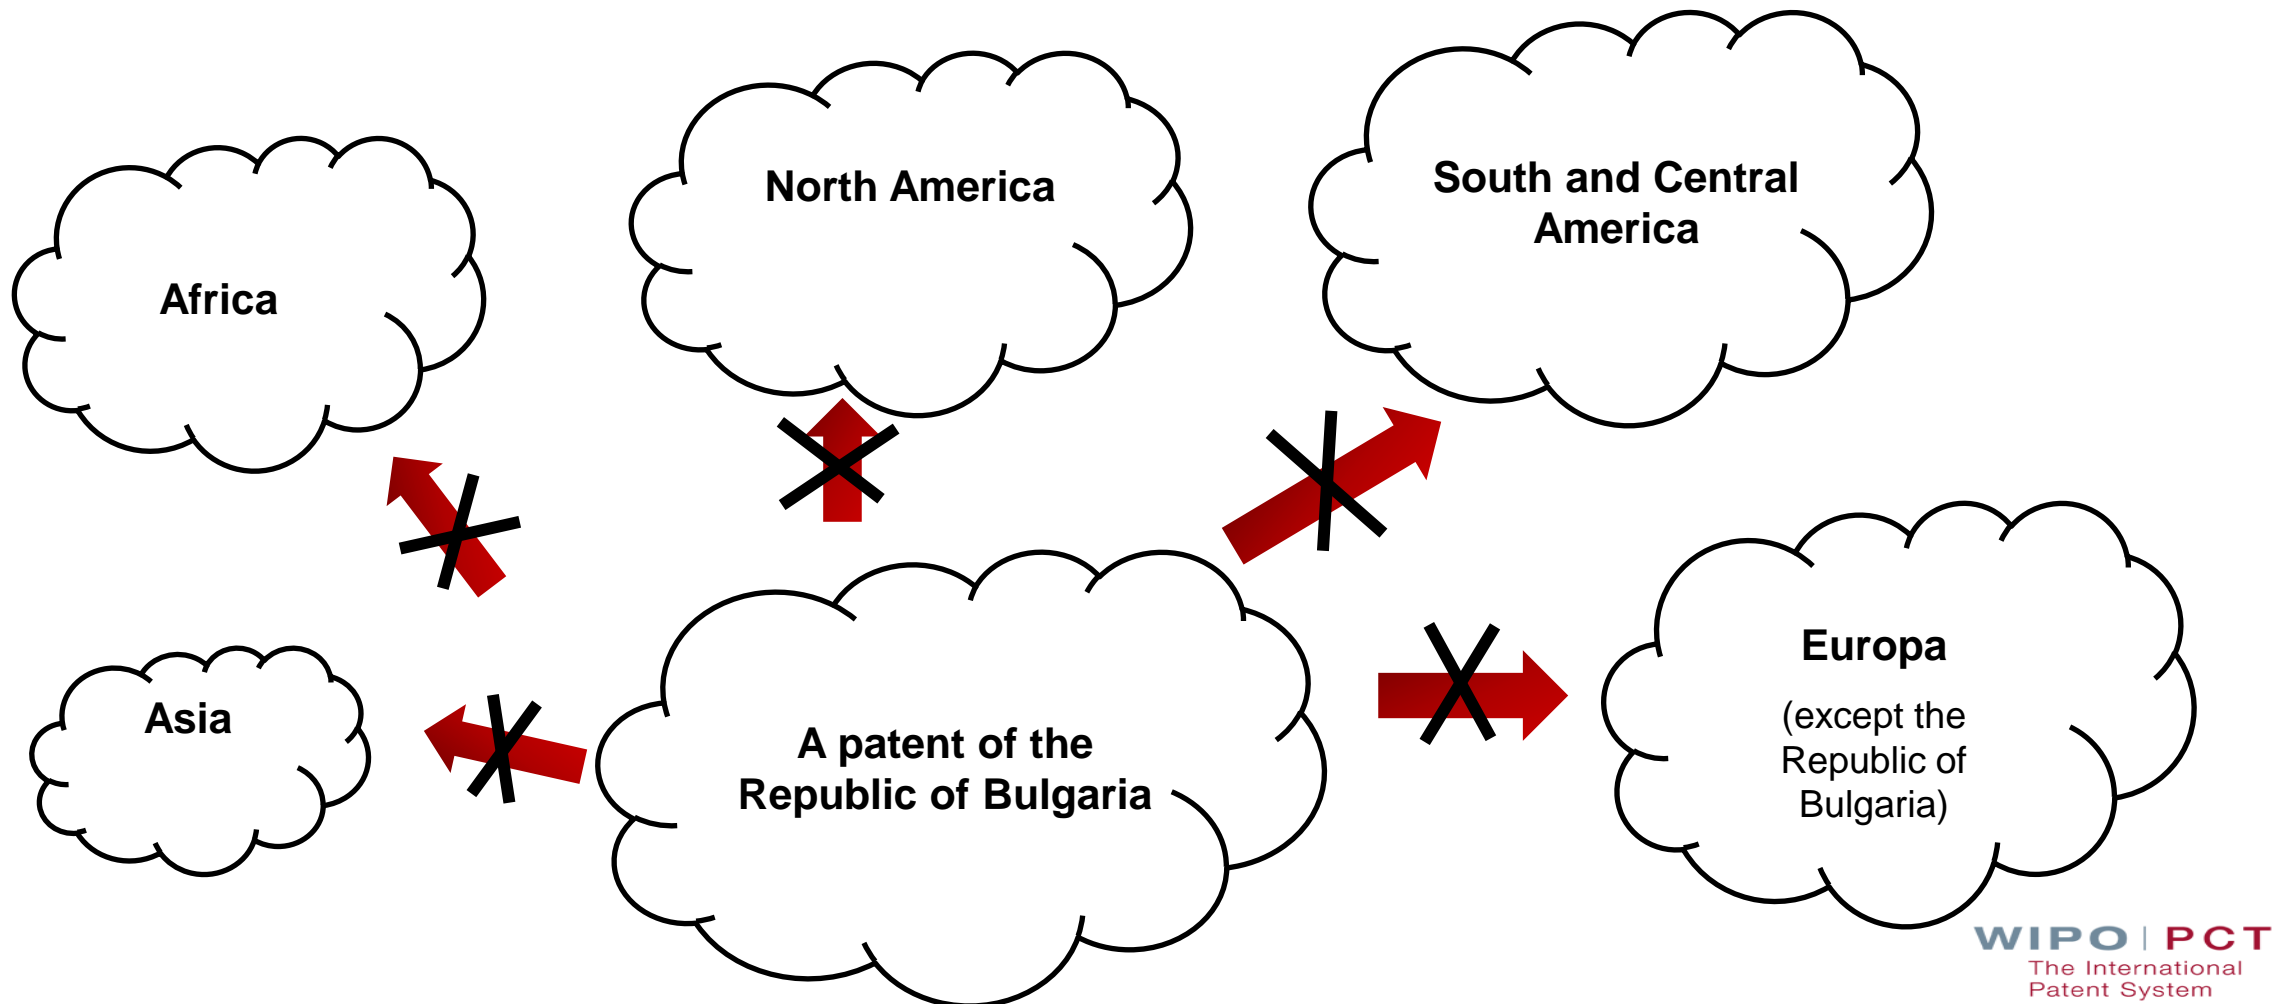 North America
South and Central
America
Africa
Europa
(except the
Republic of
Bulgaria)
Asia
A patent of the
Republic of Bulgaria
WIPO | PCT
The International
Patent System